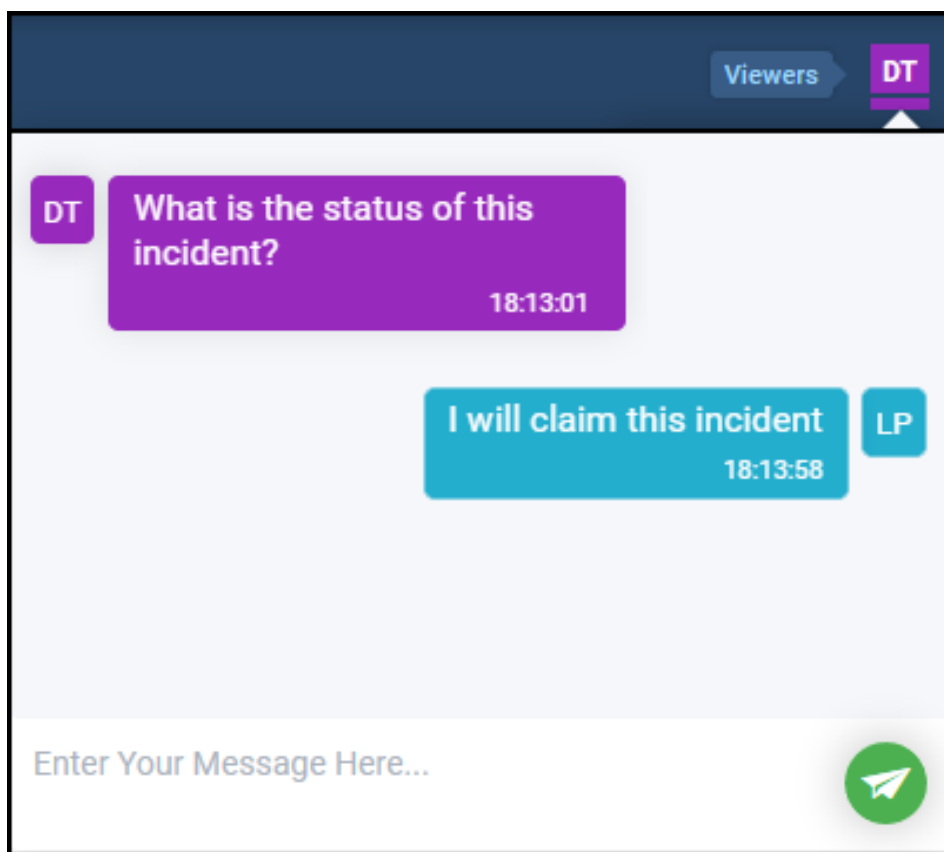 Viewers
DT
DT
What is the status of this
incident?
18:13:01
I will claim this incident
LP
18:13:58
Enter Your Message Here...